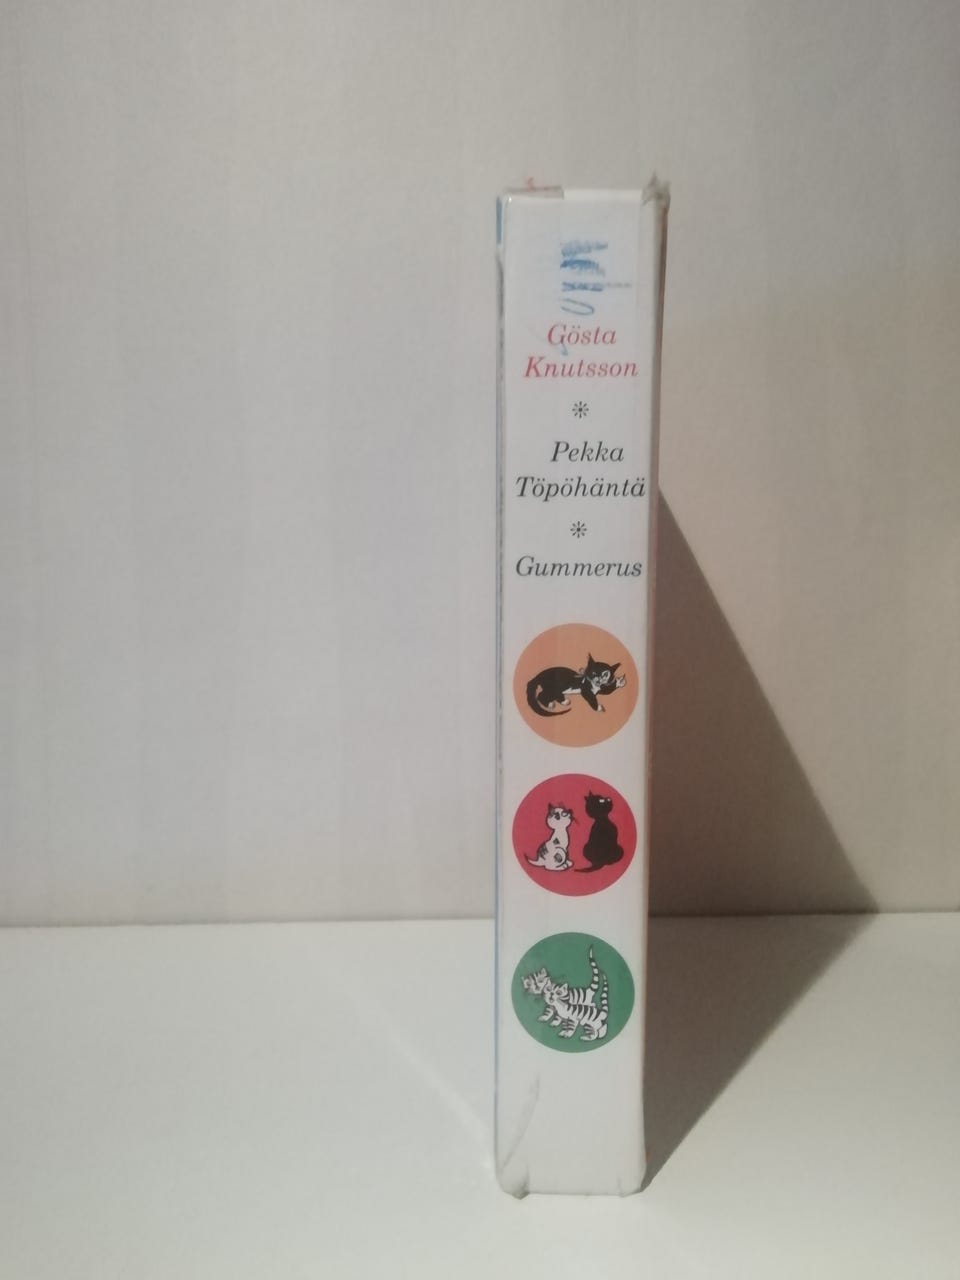 Gösta
Knutsson
Pekka
Töpöhäntä
Gummerus